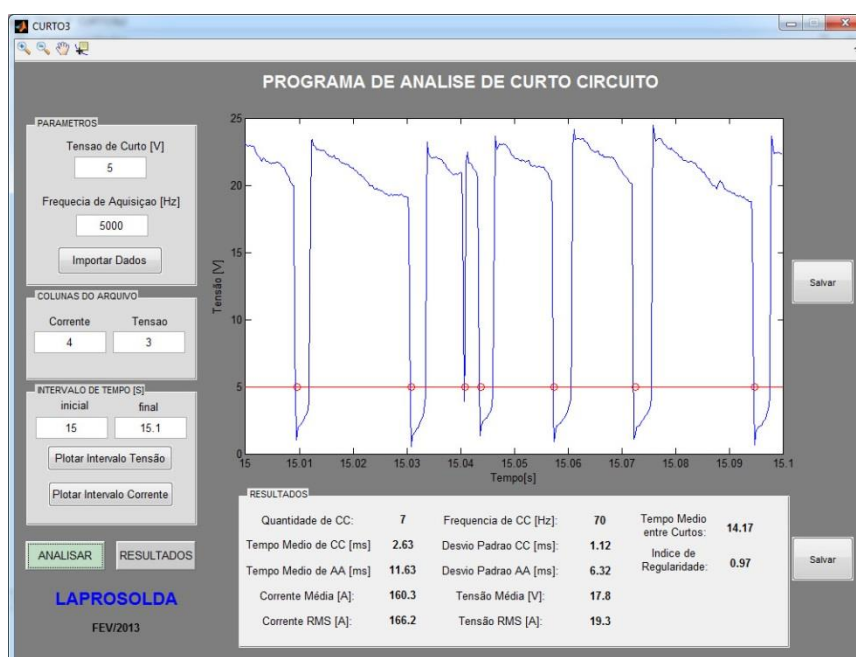 CURTO3
PROGRAMA DE ANALISE DE CURTO CIRCUITO
PARAMETROS
Tensao de Curto [V]
5
Frequecia de Aquisiçao [Hz]
5000
Importar Dados
COLUNAS DO ARQUIVO
Corrente Tensao
4 3
INTERVALO DE TEMPO [S]
inicial final
15 15.1
Plotar Intervalo Tensão
Plotar Intervalo Corrente
ANALISAR RESULTADOS
LAPROSOLDA
FEV/2013
25
20
15
10
5
0
Tensão [V]
15 15.01 15.02 15.03 15.04 15.05 15.06 15.07 15.08 15.09 15.1
Tempo[s]
Salvar
RESULTADOS
Quantidade de CC: 7 Frequência de CC [Hz]: 70 Tempo Medio entre Curtos: 14.17
Tempo Medio de CC [ms] 2.63 Desvio Padrao CC [ms]: 1.12 Indice de Regularidade: 0.97
Tempo Medio de AA [ms] 11.63 Desvio Padrao AA [ms]: 6.32
Corrente Média [A]: 160.3 Tensão Média [V]: 17.8
Corrente RMS [A]: 166.2 Tensão RMS [V]: 19.3
Salvar